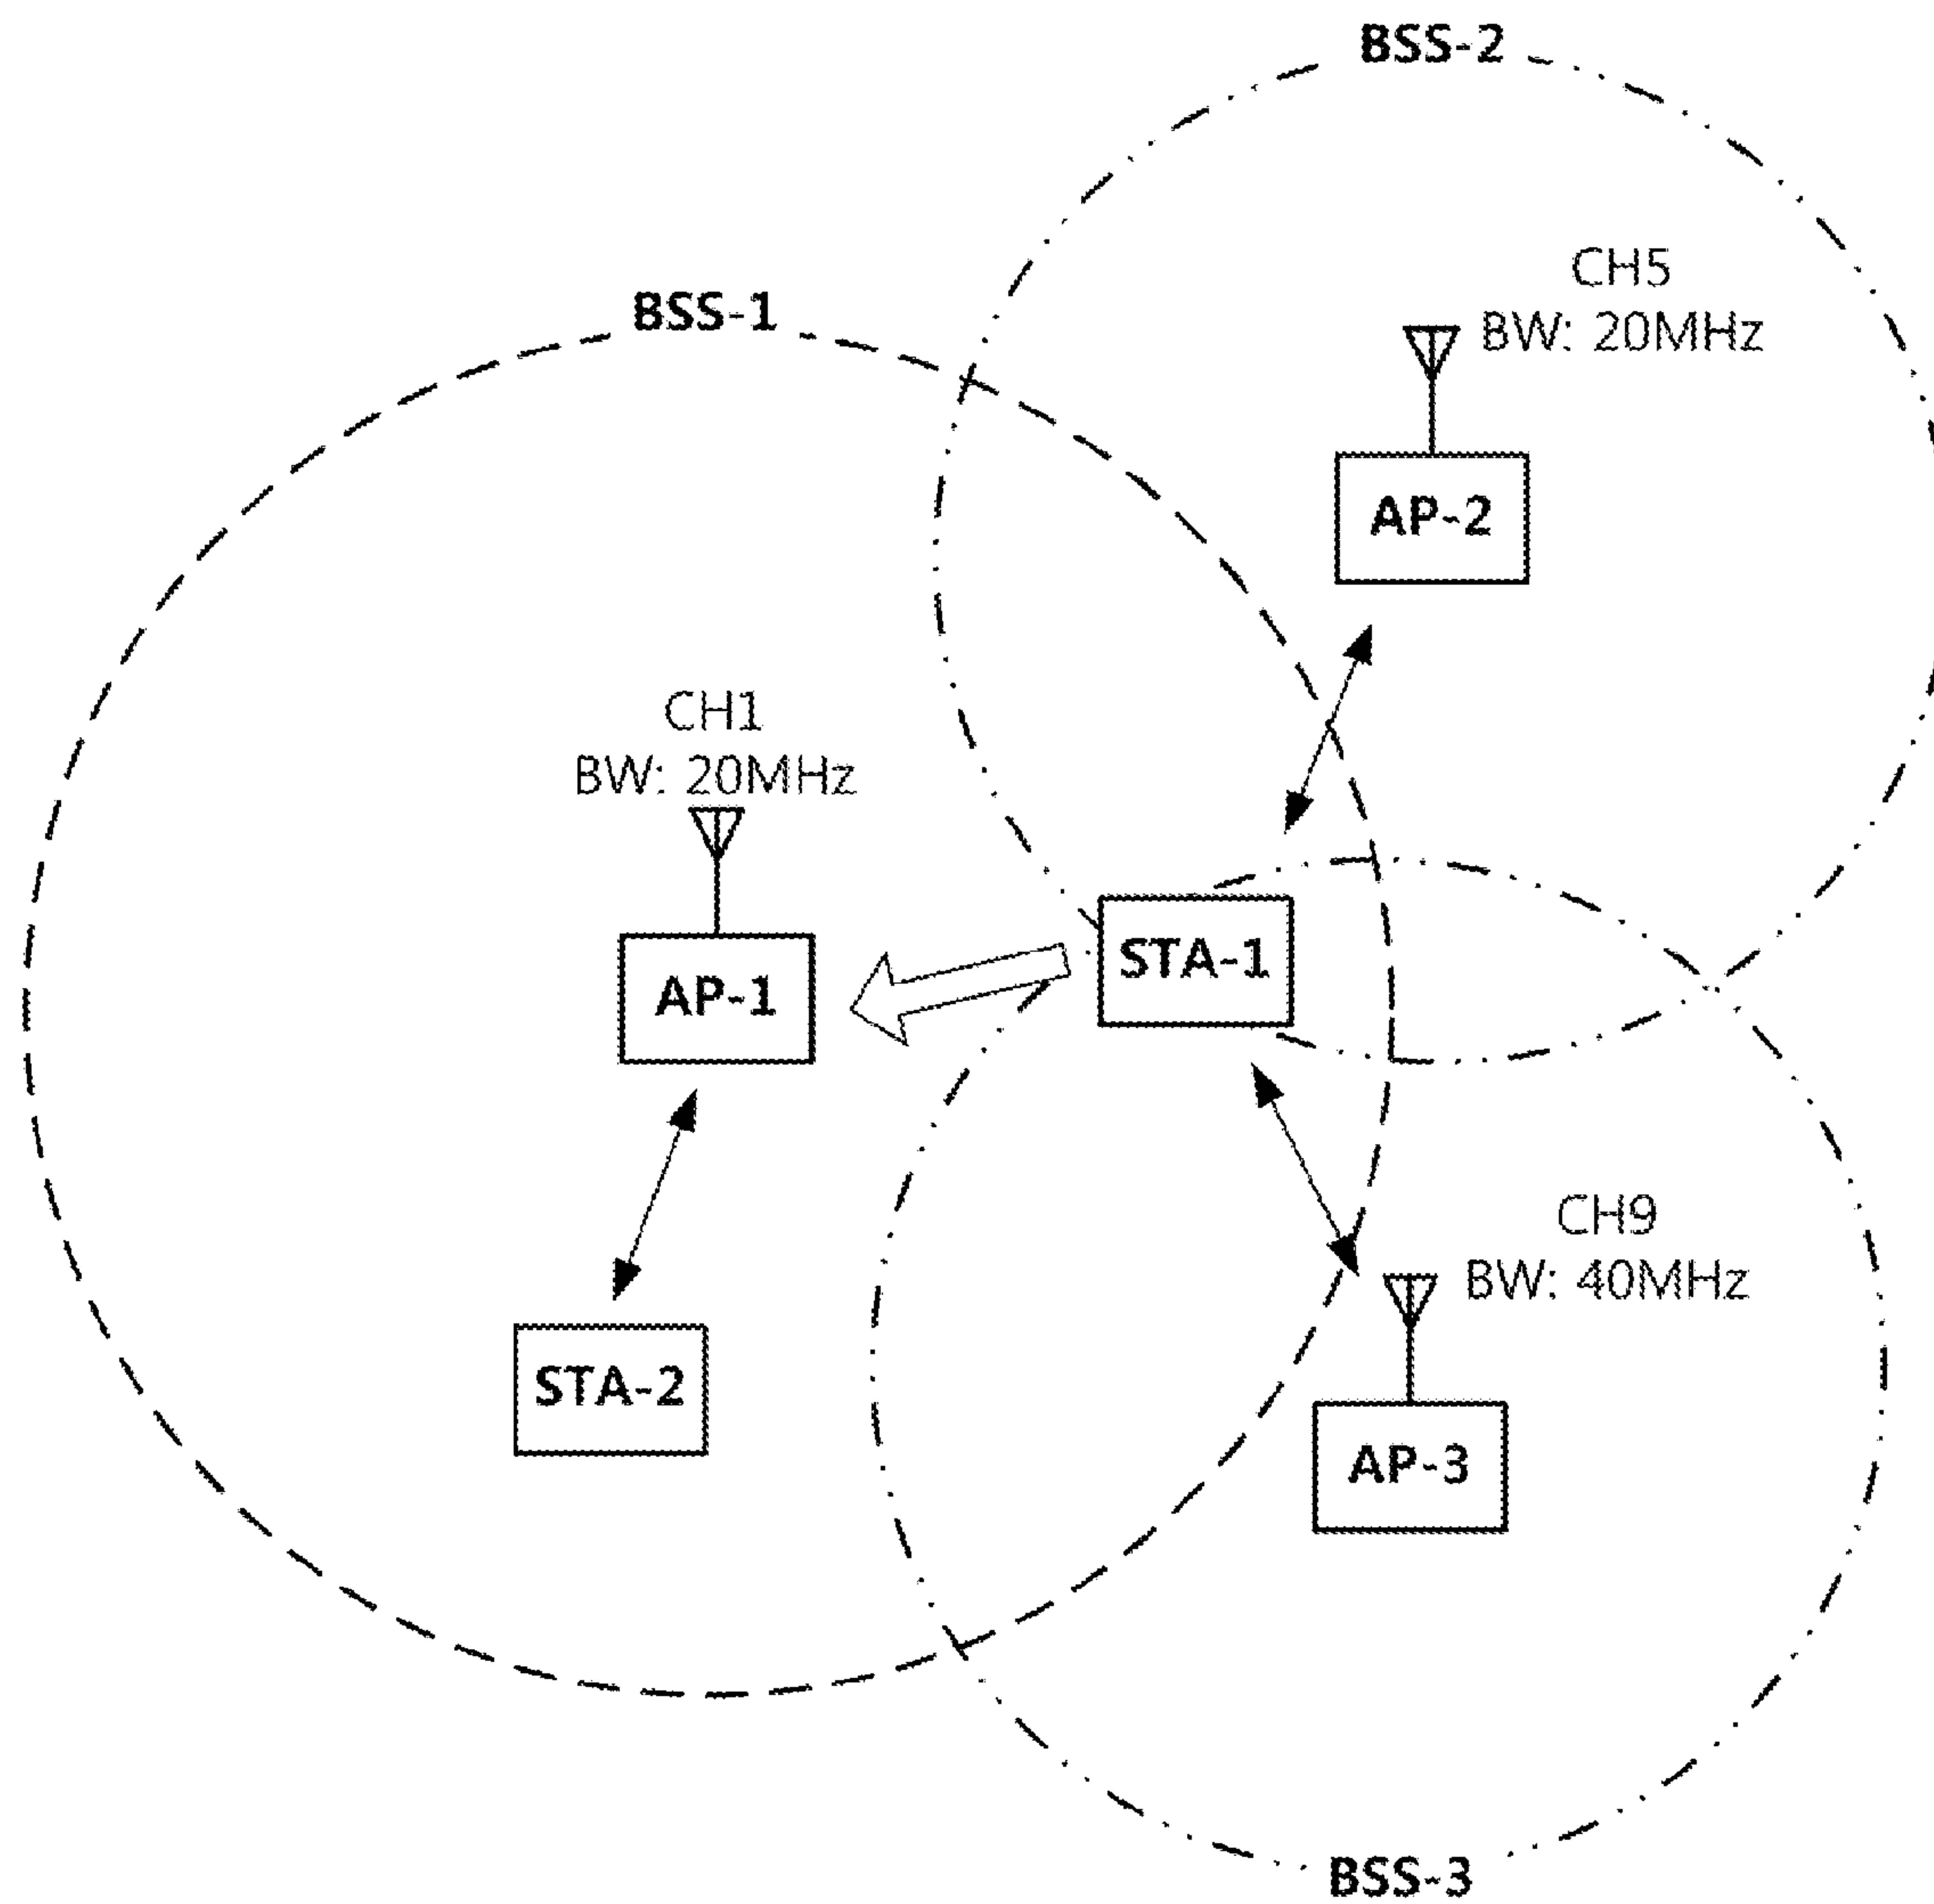 BSS-2
CH5
BW: 20MHz
BSS-1
AP-2
CH1
BW: 20MHz
STA-1
AP-1
CH9
BW: 40MHz
STA-2
AP-3
BSS-3